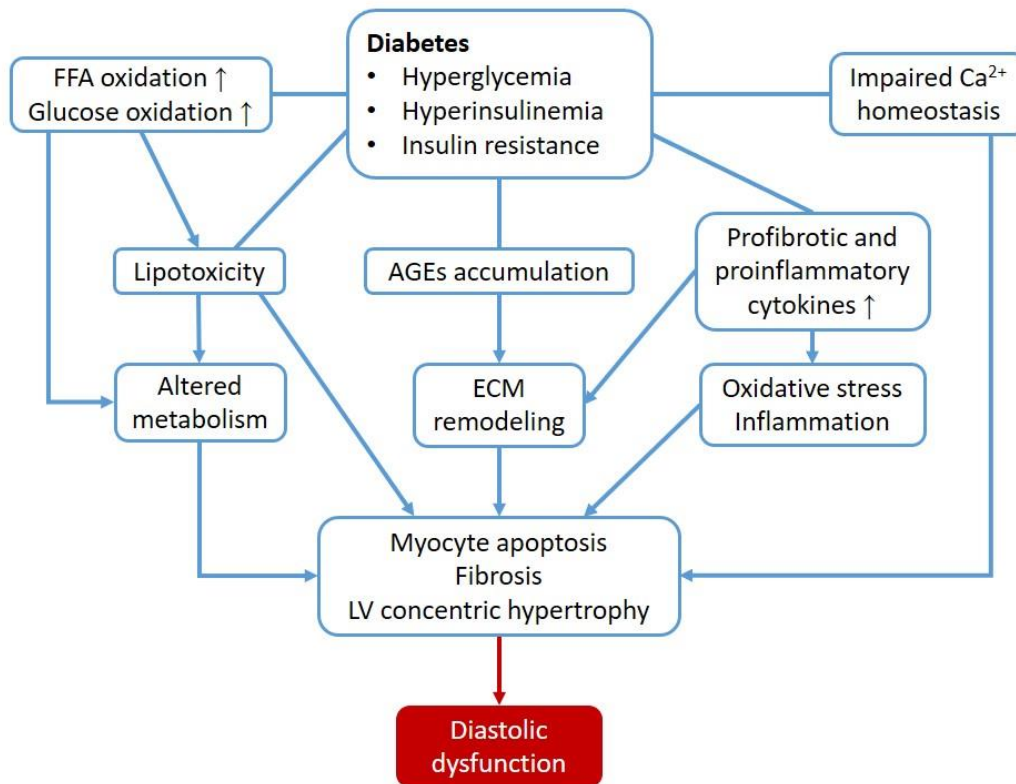 Diabetes
• Hyperglycemia
• Hyperinsulinemia
• Insulin resistance
FFA oxidation ↑
Glucose oxidation ↑
Impaired Ca²⁺
homeostasis
Lipotoxicity
AGEs accumulation
Profibrotic and
proinflammatory
cytokines ↑
Altered
metabolism
ECM
remodeling
Oxidative stress
Inflammation
Myocyte apoptosis
Fibrosis
LV concentric hypertrophy
Diastolic
dysfunction